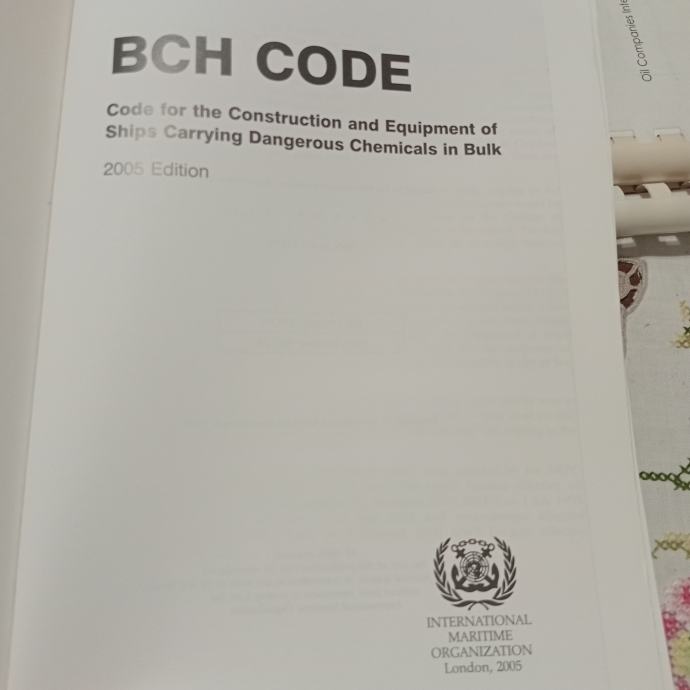 BCH CODE
Code for the Construction and Equipment of
Ships Carrying Dangerous Chemicals in Bulk
2005 Edition
INTERNATIONAL
MARITIME
ORGANIZATION
London, 2005
Oil Companies